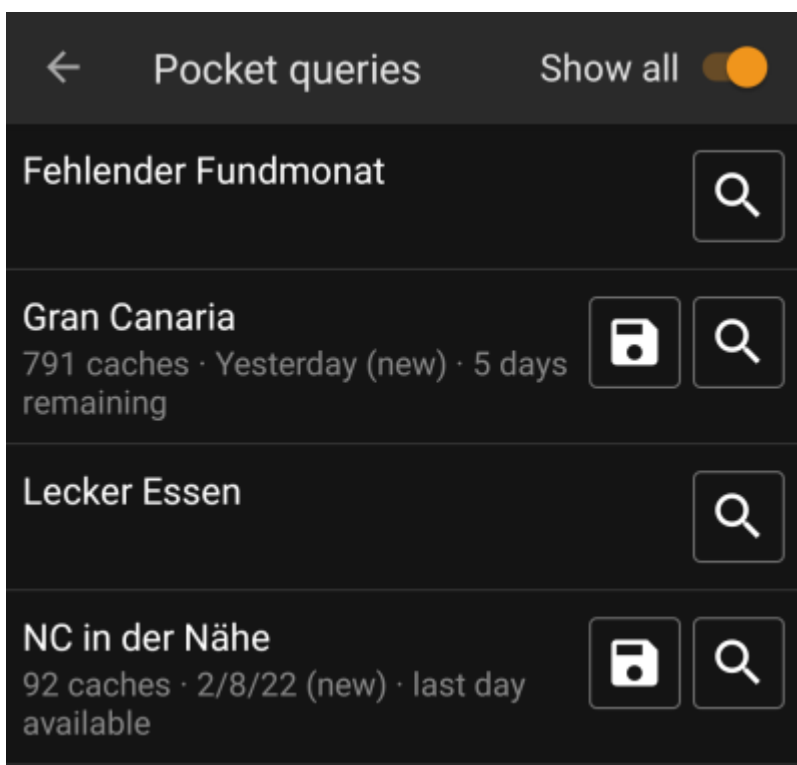 Pocket queries Show all
Fehlender Fundmonat
Gran Canaria
791 caches · Yesterday (new) · 5 days
remaining
Lecker Essen
NC in der Nähe
92 caches · 2/8/22 (new) · last day
available